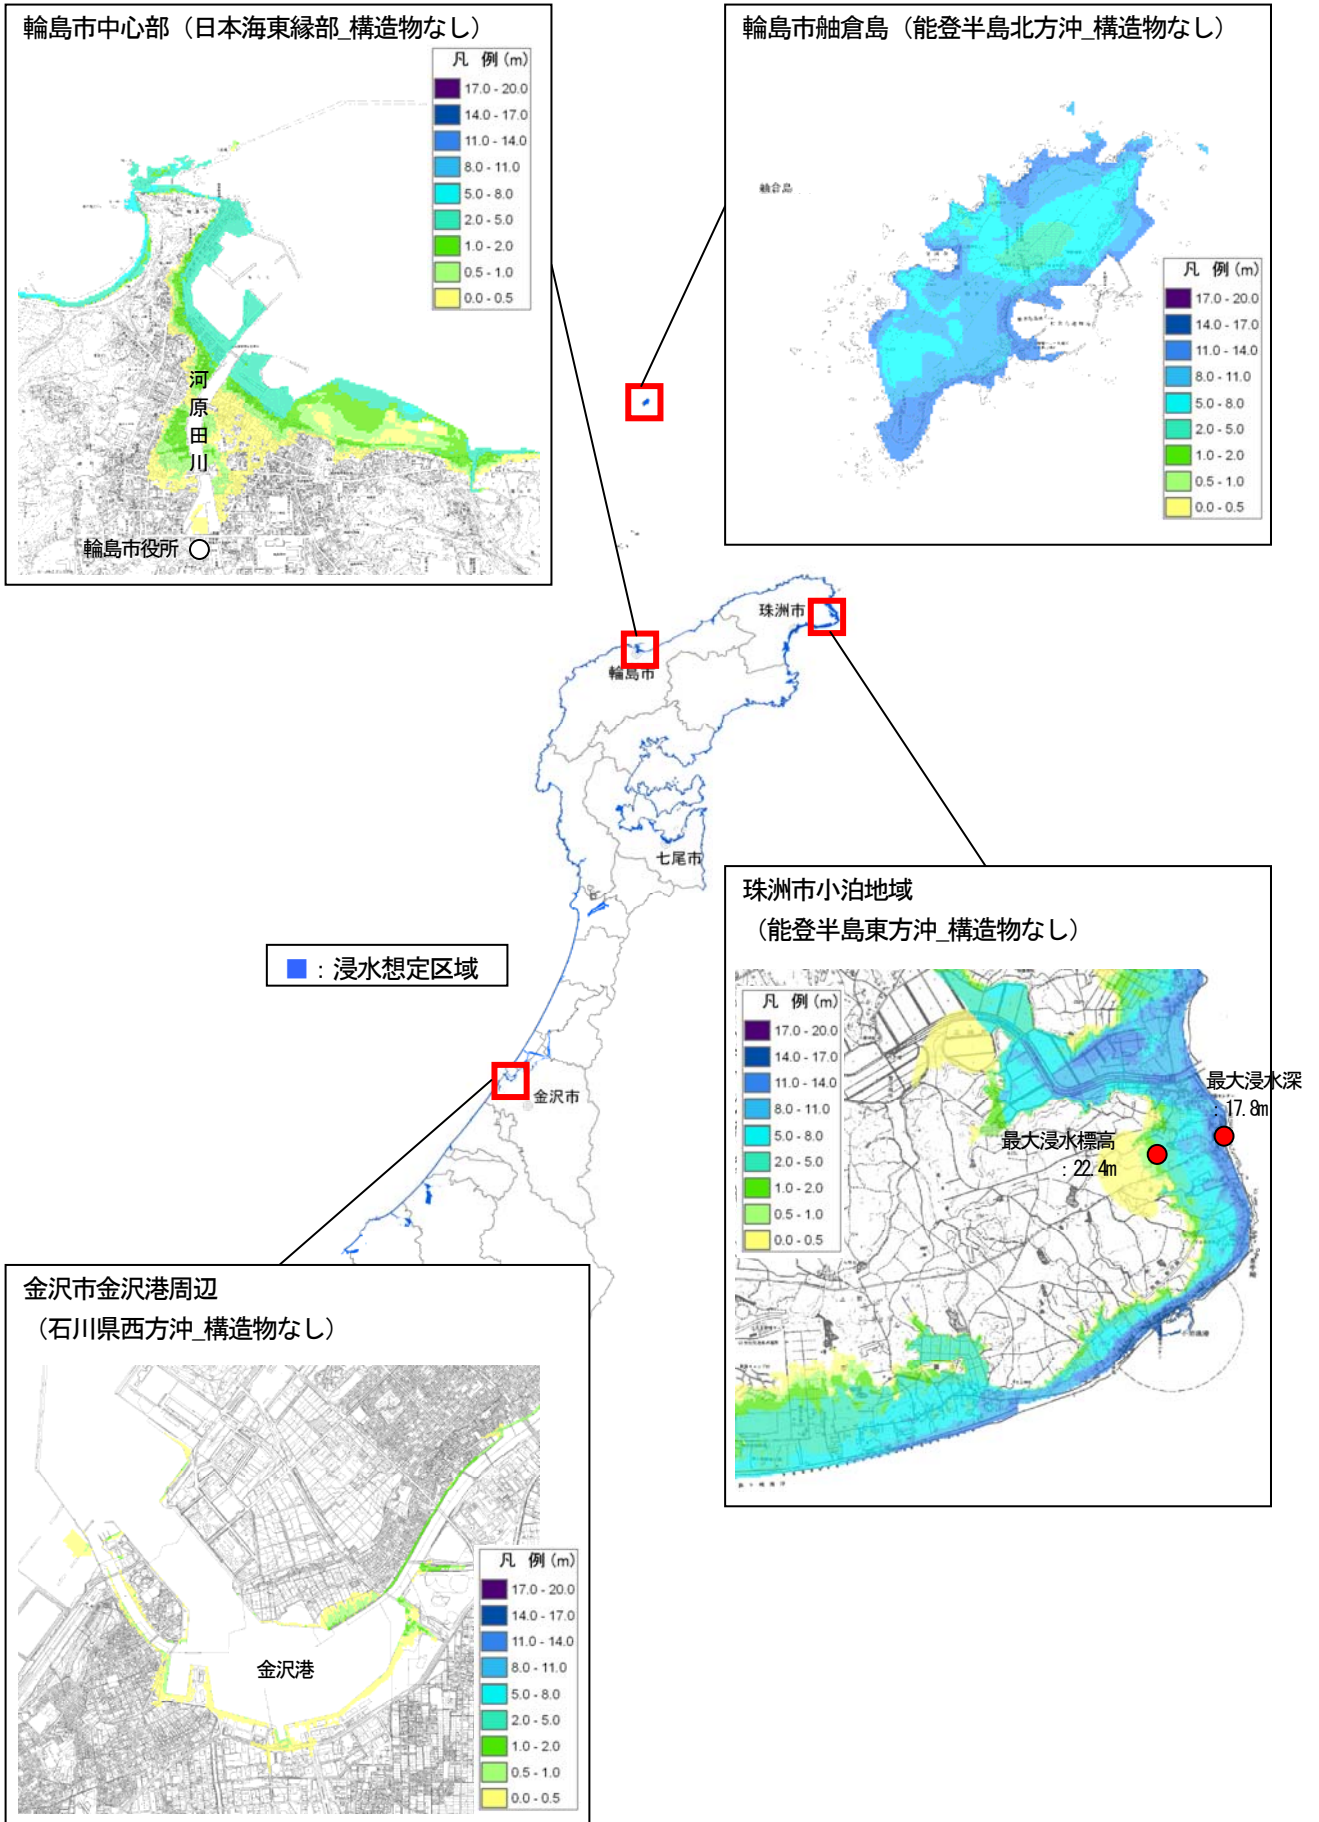 輪島市中心部（日本海東縁部_構造物なし）
凡 例 (m)
17.0 - 20.0
14.0 - 17.0
11.0 - 14.0
8.0 - 11.0
5.0 - 8.0
2.0 - 5.0
1.0 - 2.0
0.5 - 1.0
0.0 - 0.5
河原田川
輪島市役所
輪島市舳倉島（能登半島北方沖_構造物なし）
舳倉島
凡 例 (m)
17.0 - 20.0
14.0 - 17.0
11.0 - 14.0
8.0 - 11.0
5.0 - 8.0
2.0 - 5.0
1.0 - 2.0
0.5 - 1.0
0.0 - 0.5
珠洲市
輪島市
七尾市
■：浸水想定区域
金沢市
珠洲市小泊地域
（能登半島東方沖_構造物なし）
凡 例 (m)
17.0 - 20.0
14.0 - 17.0
11.0 - 14.0
8.0 - 11.0
5.0 - 8.0
2.0 - 5.0
1.0 - 2.0
0.5 - 1.0
0.0 - 0.5
最大浸水深
：17.8m
最大浸水標高
：22.4m
金沢市金沢港周辺
（石川県西方沖_構造物なし）
金沢港
凡 例 (m)
17.0 - 20.0
14.0 - 17.0
11.0 - 14.0
8.0 - 11.0
5.0 - 8.0
2.0 - 5.0
1.0 - 2.0
0.5 - 1.0
0.0 - 0.5